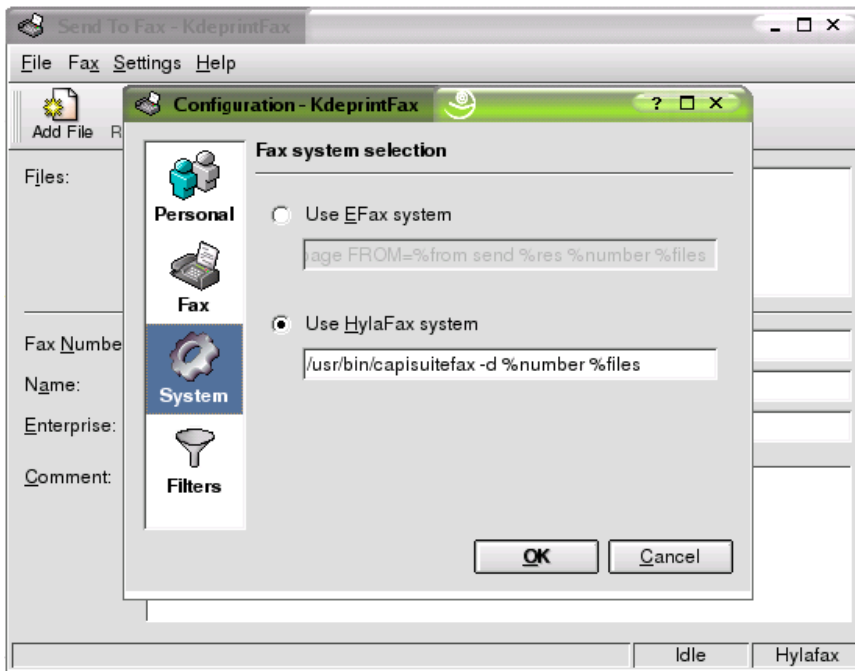 Send To Fax - KdeprintFax
File Fax Settings Help
Add File
Configuration - KdeprintFax
?
Files:
Personal
Fax
System
Filters
Fax system selection
Use EFax system
page FROM=%from send %res %number %files
Use HylaFax system
/usr/bin/capisuitefax -d %number %files
OK Cancel
Fax Numbe
Name:
Enterprise:
Comment:
Idle Hylafax